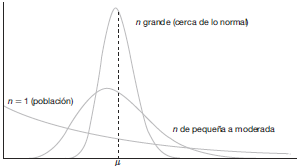 n grande (cerca de lo normal)
n = 1 (población)
n de pequeña a moderada
μ